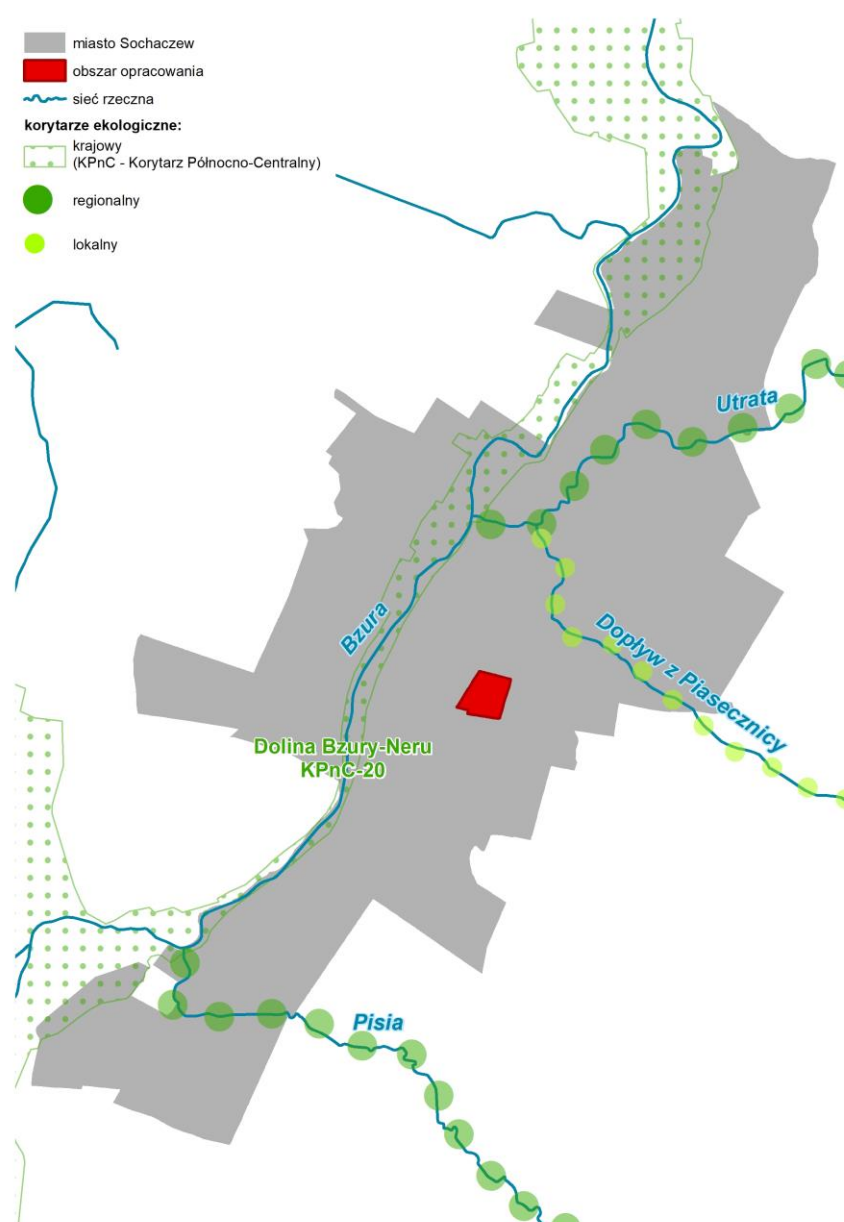 miasto Sochaczew
obszar opracowania
sieć rzeczna
korytarze ekologiczne:
krajowy
(KPnC - Korytarz Północno-Centralny)
regionalny
lokalny
Utrata
Bzura
Dopływ z Piasecznicy
Dolina Bzury-Neru
KPnC-20
Pisia